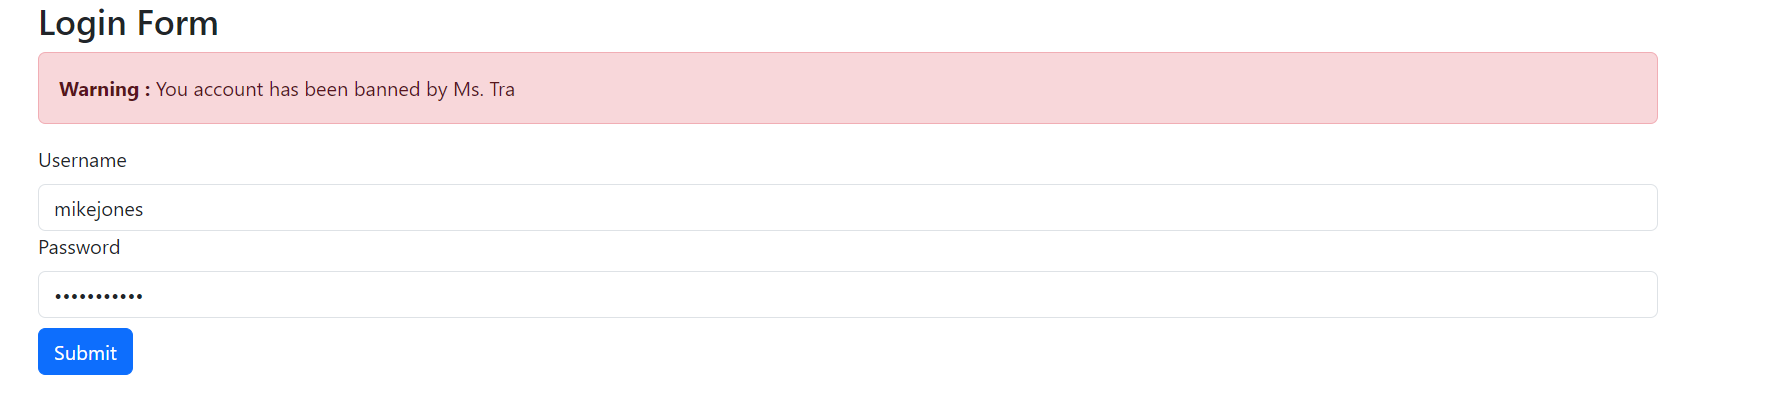 Login Form
Warning : You account has been banned by Ms. Tra
Username
mikejones
Password
•••••••••••
Submit